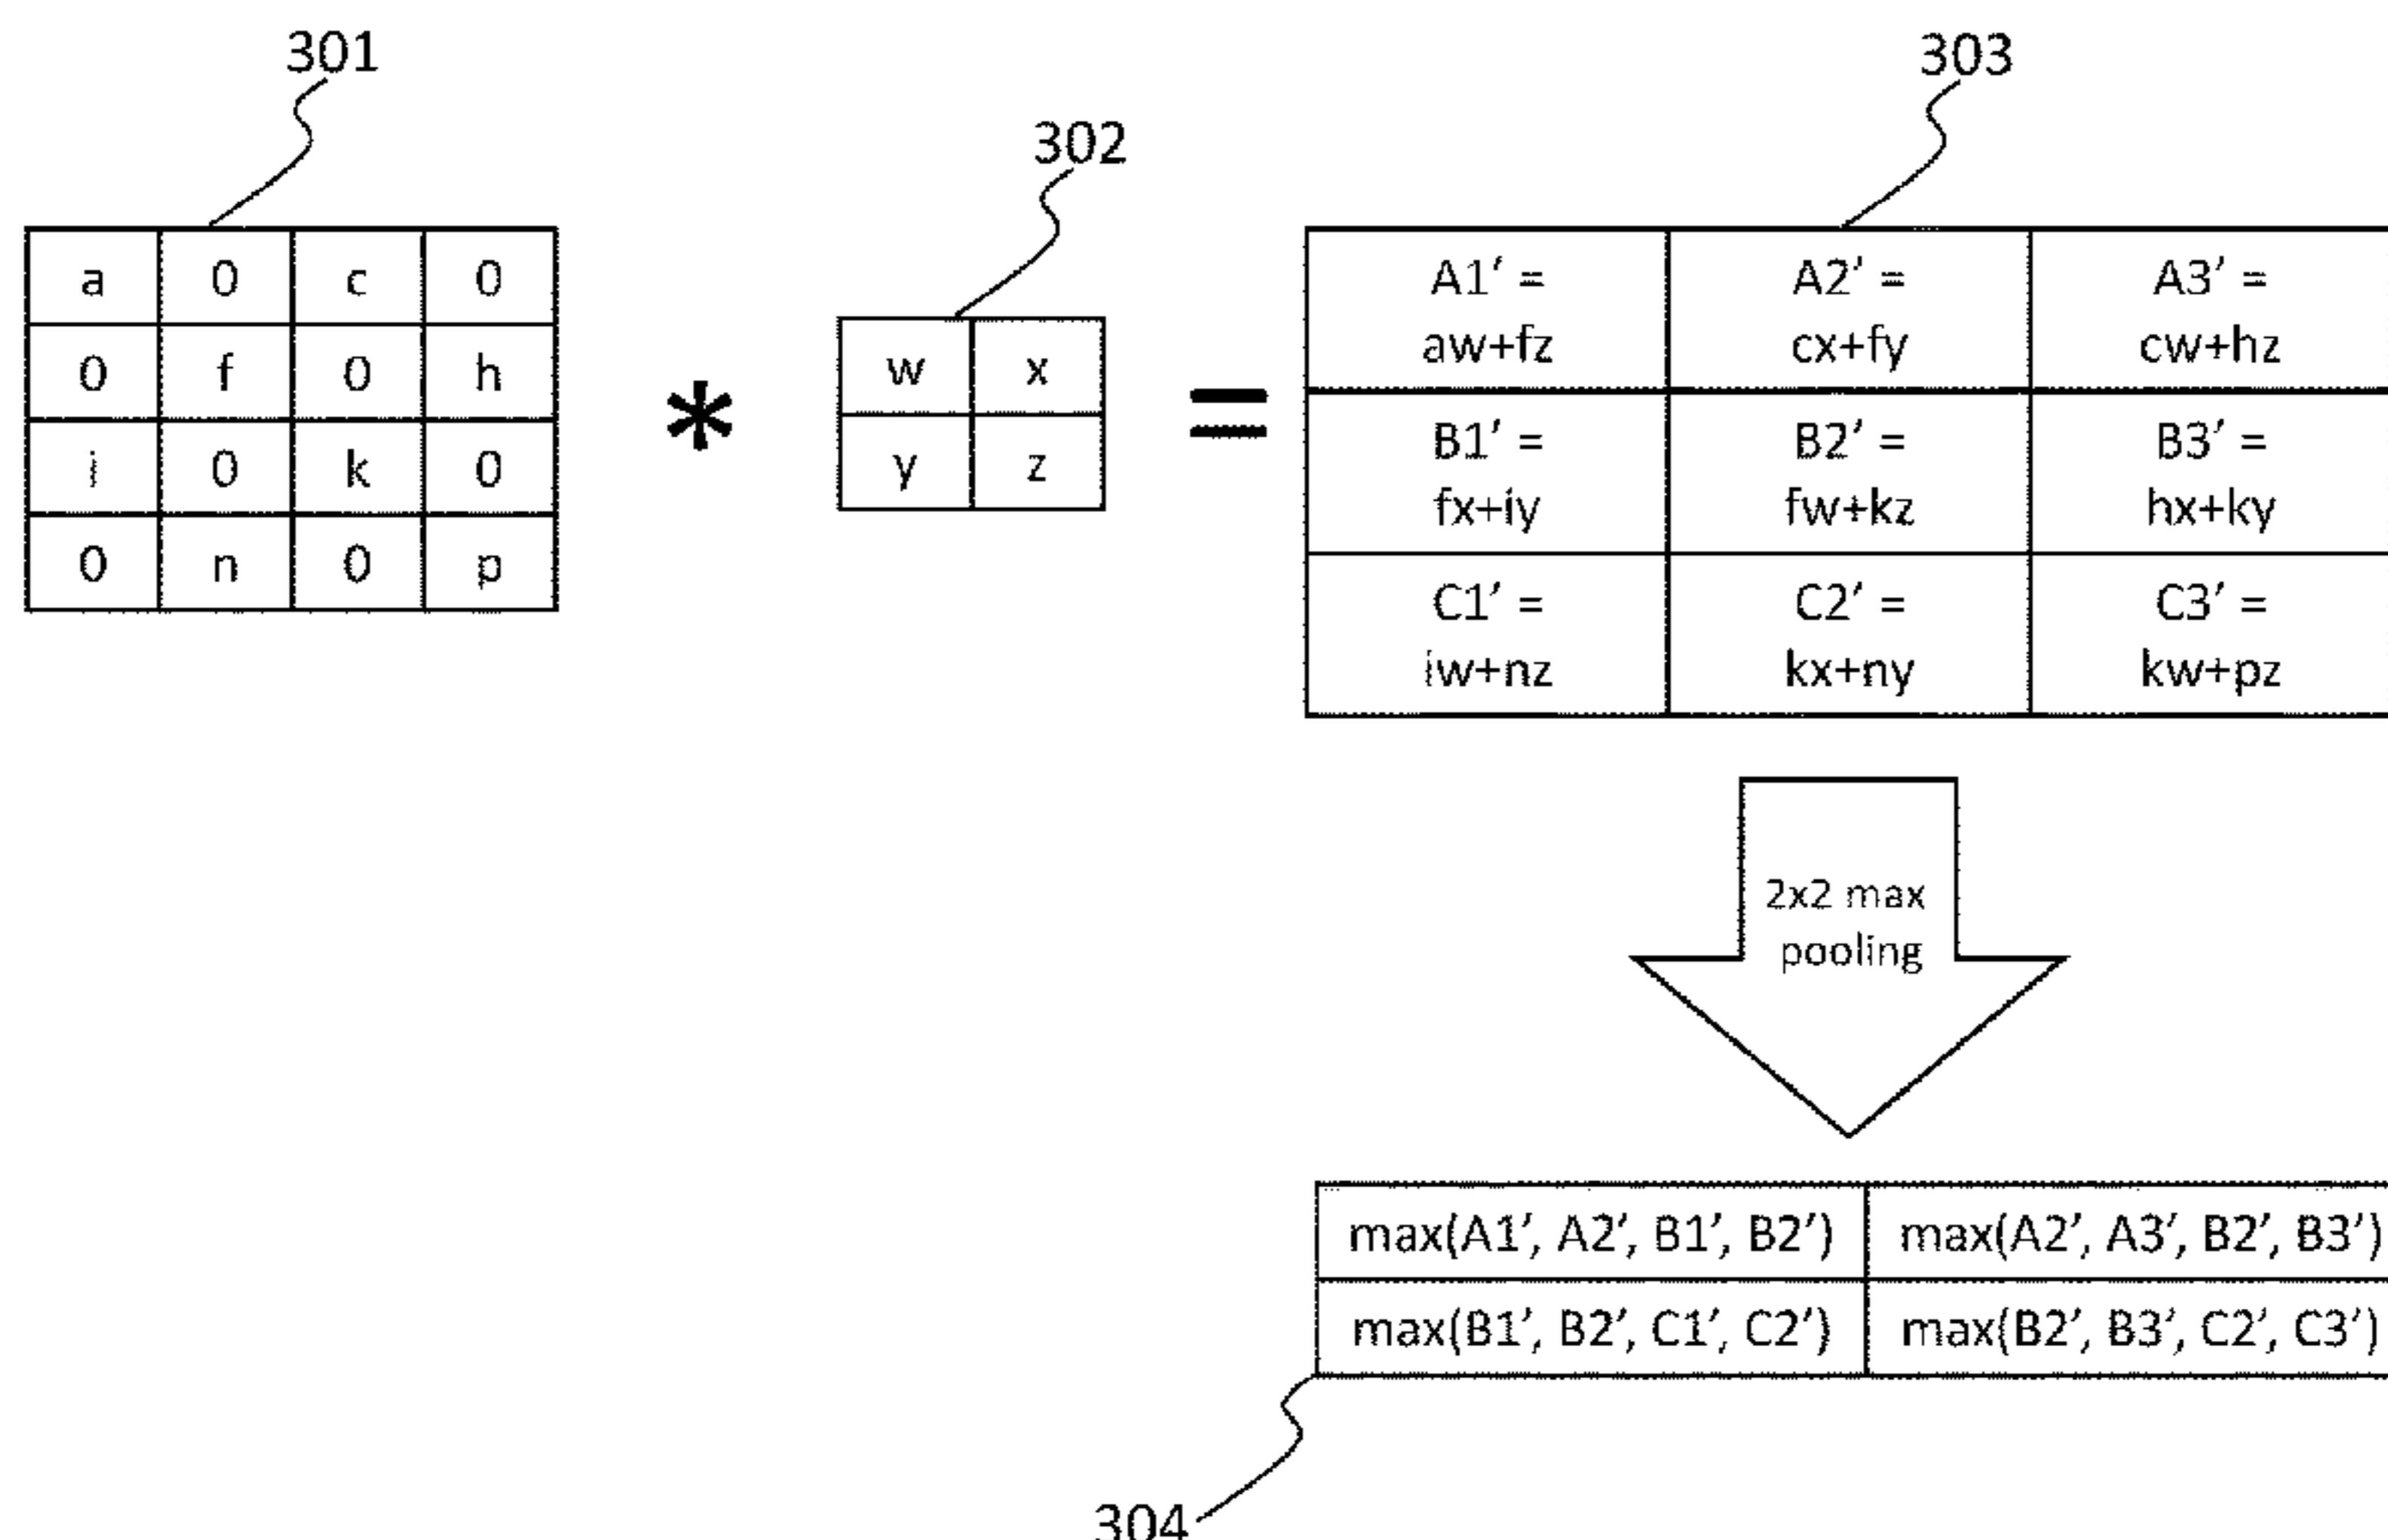 301
302
303
a 0 c 0
0 f 0 h
i 0 k 0
0 n 0 p
*
w x
y z
=
A1′ = A2′ = A3′ =
aw+fz cx+fy cw+hz
B1′ = B2′ = B3′ =
fx+iy fw+kz hx+ky
C1′ = C2′ = C3′ =
iw+nz kx+ny kw+pz
2x2 max
pooling
max(A1′, A2′, B1′, B2′) max(A2′, A3′, B2′, B3′)
max(B1′, B2′, C1′, C2′) max(B2′, B3′, C2′, C3′)
304